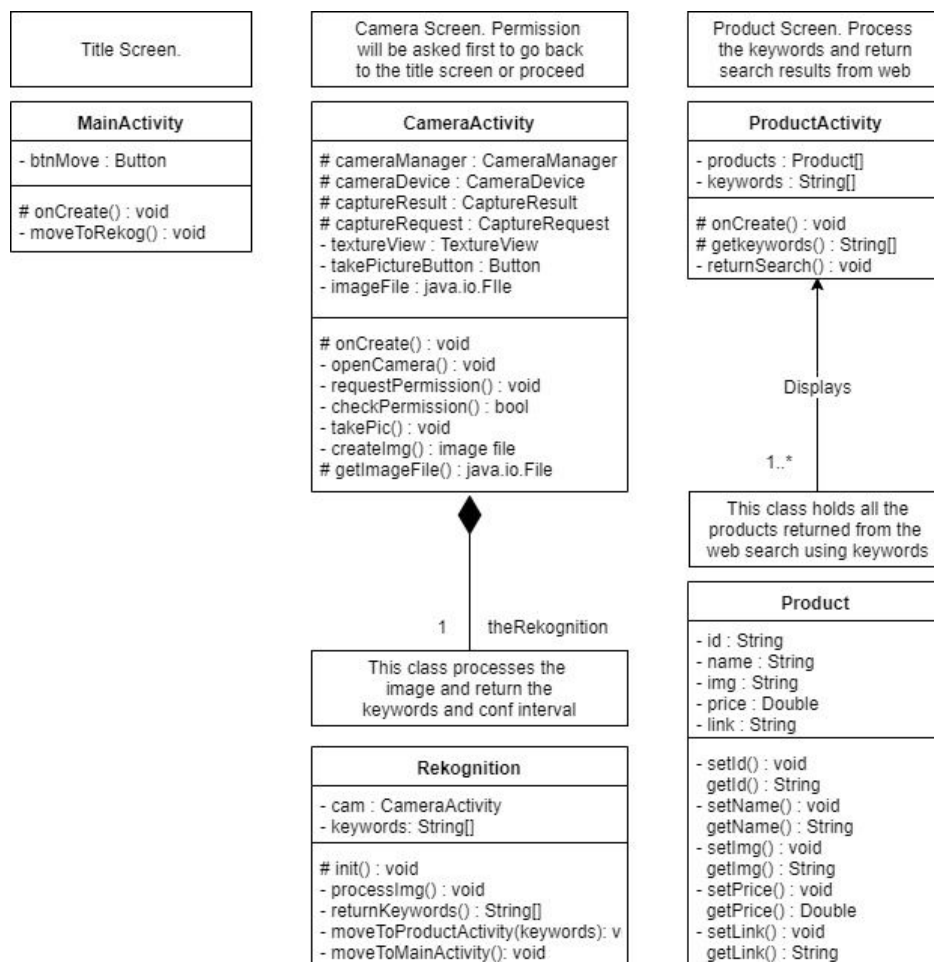 Title Screen.
MainActivity
- btnMove : Button
# onCreate() : void
- moveToRekog() : void
Camera Screen. Permission
will be asked first to go back
to the title screen or proceed
CameraActivity
# cameraManager : CameraManager
# cameraDevice : CameraDevice
# captureResult : CaptureResult
# captureRequest : CaptureRequest
- textureView : TextureView
- takePictureButton : Button
- imageFile : java.io.FIle
# onCreate() : void
- openCamera() : void
- requestPermission() : void
- checkPermission() : bool
- takePic() : void
- createImg() : image file
# getImageFile() : java.io.File
1
theRekognition
This class processes the
image and return the
keywords and conf interval
Rekognition
- cam : CameraActivity
- keywords: String[]
# init() : void
- processImg() : void
- returnKeywords() : String[]
- moveToProductActivity(keywords): v
- moveToMainActivity(): void
Product Screen. Process
the keywords and return
search results from web
ProductActivity
- products : Product[]
- keywords : String[]
# onCreate() : void
# getkeywords() : String[]
- returnSearch() : void
Displays
1..*
This class holds all the
products returned from the
web search using keywords
Product
- id : String
- name : String
- img : String
- price : Double
- link : String
- setId() : void
getId() : String
- setName() : void
getName() : String
- setImg() : void
getImg() : String
- setPrice() : void
getPrice() : Double
- setLink() : void
getLink() : String